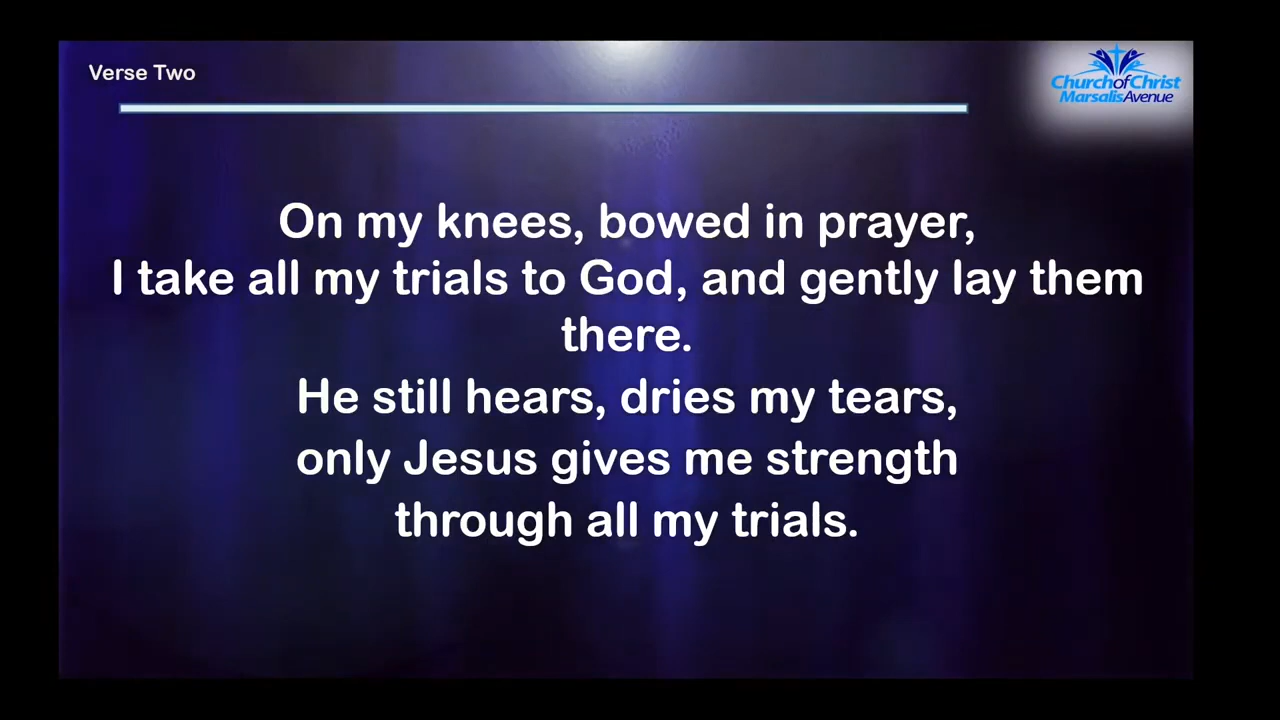 Verse Two
Church of Christ
Marsalis Avenue
On my knees, bowed in prayer,
I take all my trials to God, and gently lay them
there.
He still hears, dries my tears,
only Jesus gives me strength
through all my trials.